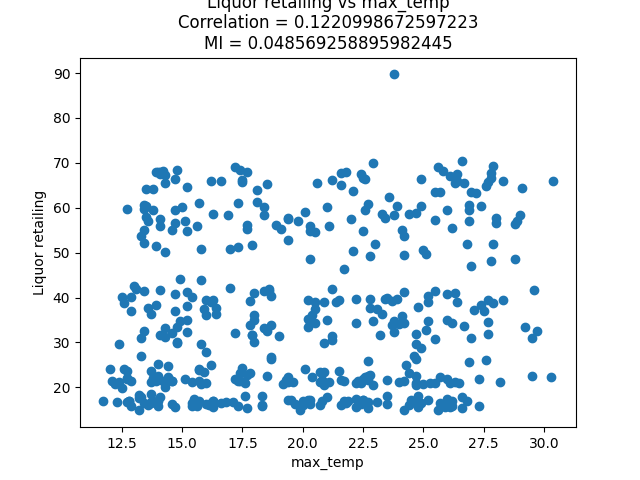 Liquor retailing vs max_temp
Correlation = 0.1220998672597223
MI = 0.048569258895982445
90
80
70
60
50
40
30
20
Liquor retailing
12.5 15.0 17.5 20.0 22.5 25.0 27.5 30.0
max_temp